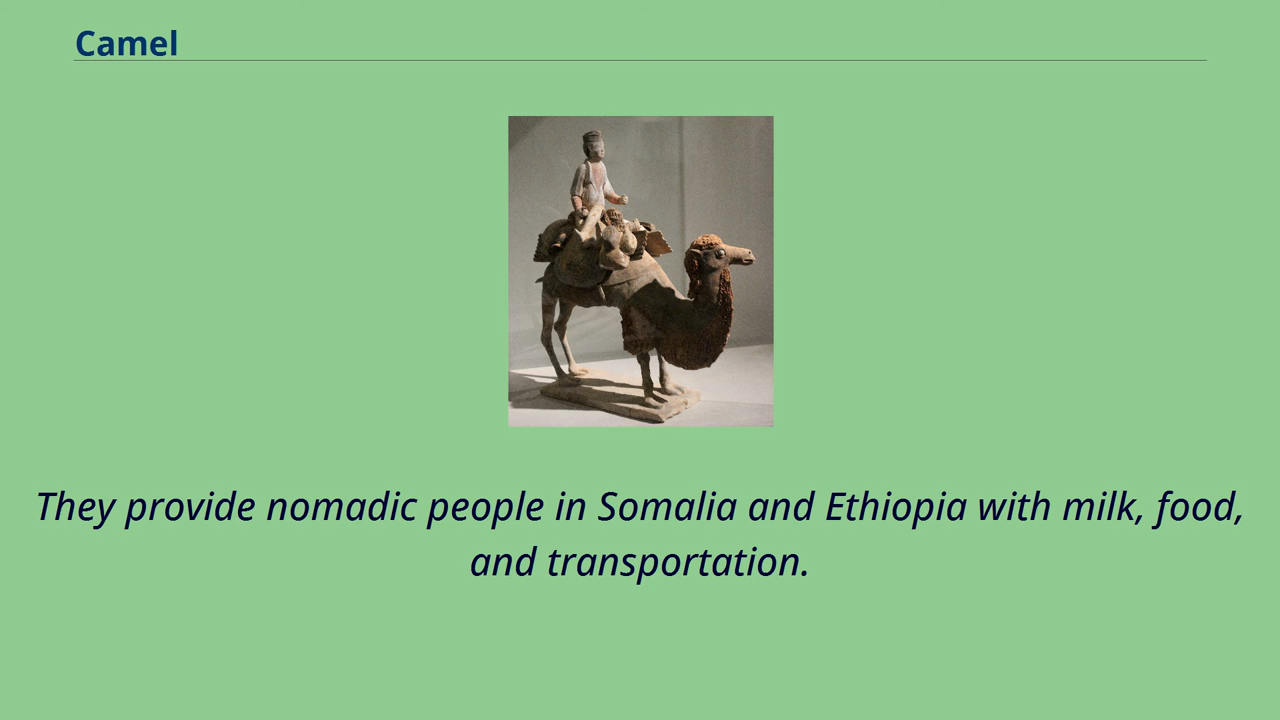 Camel
They provide nomadic people in Somalia and Ethiopia with milk, food,
and transportation.